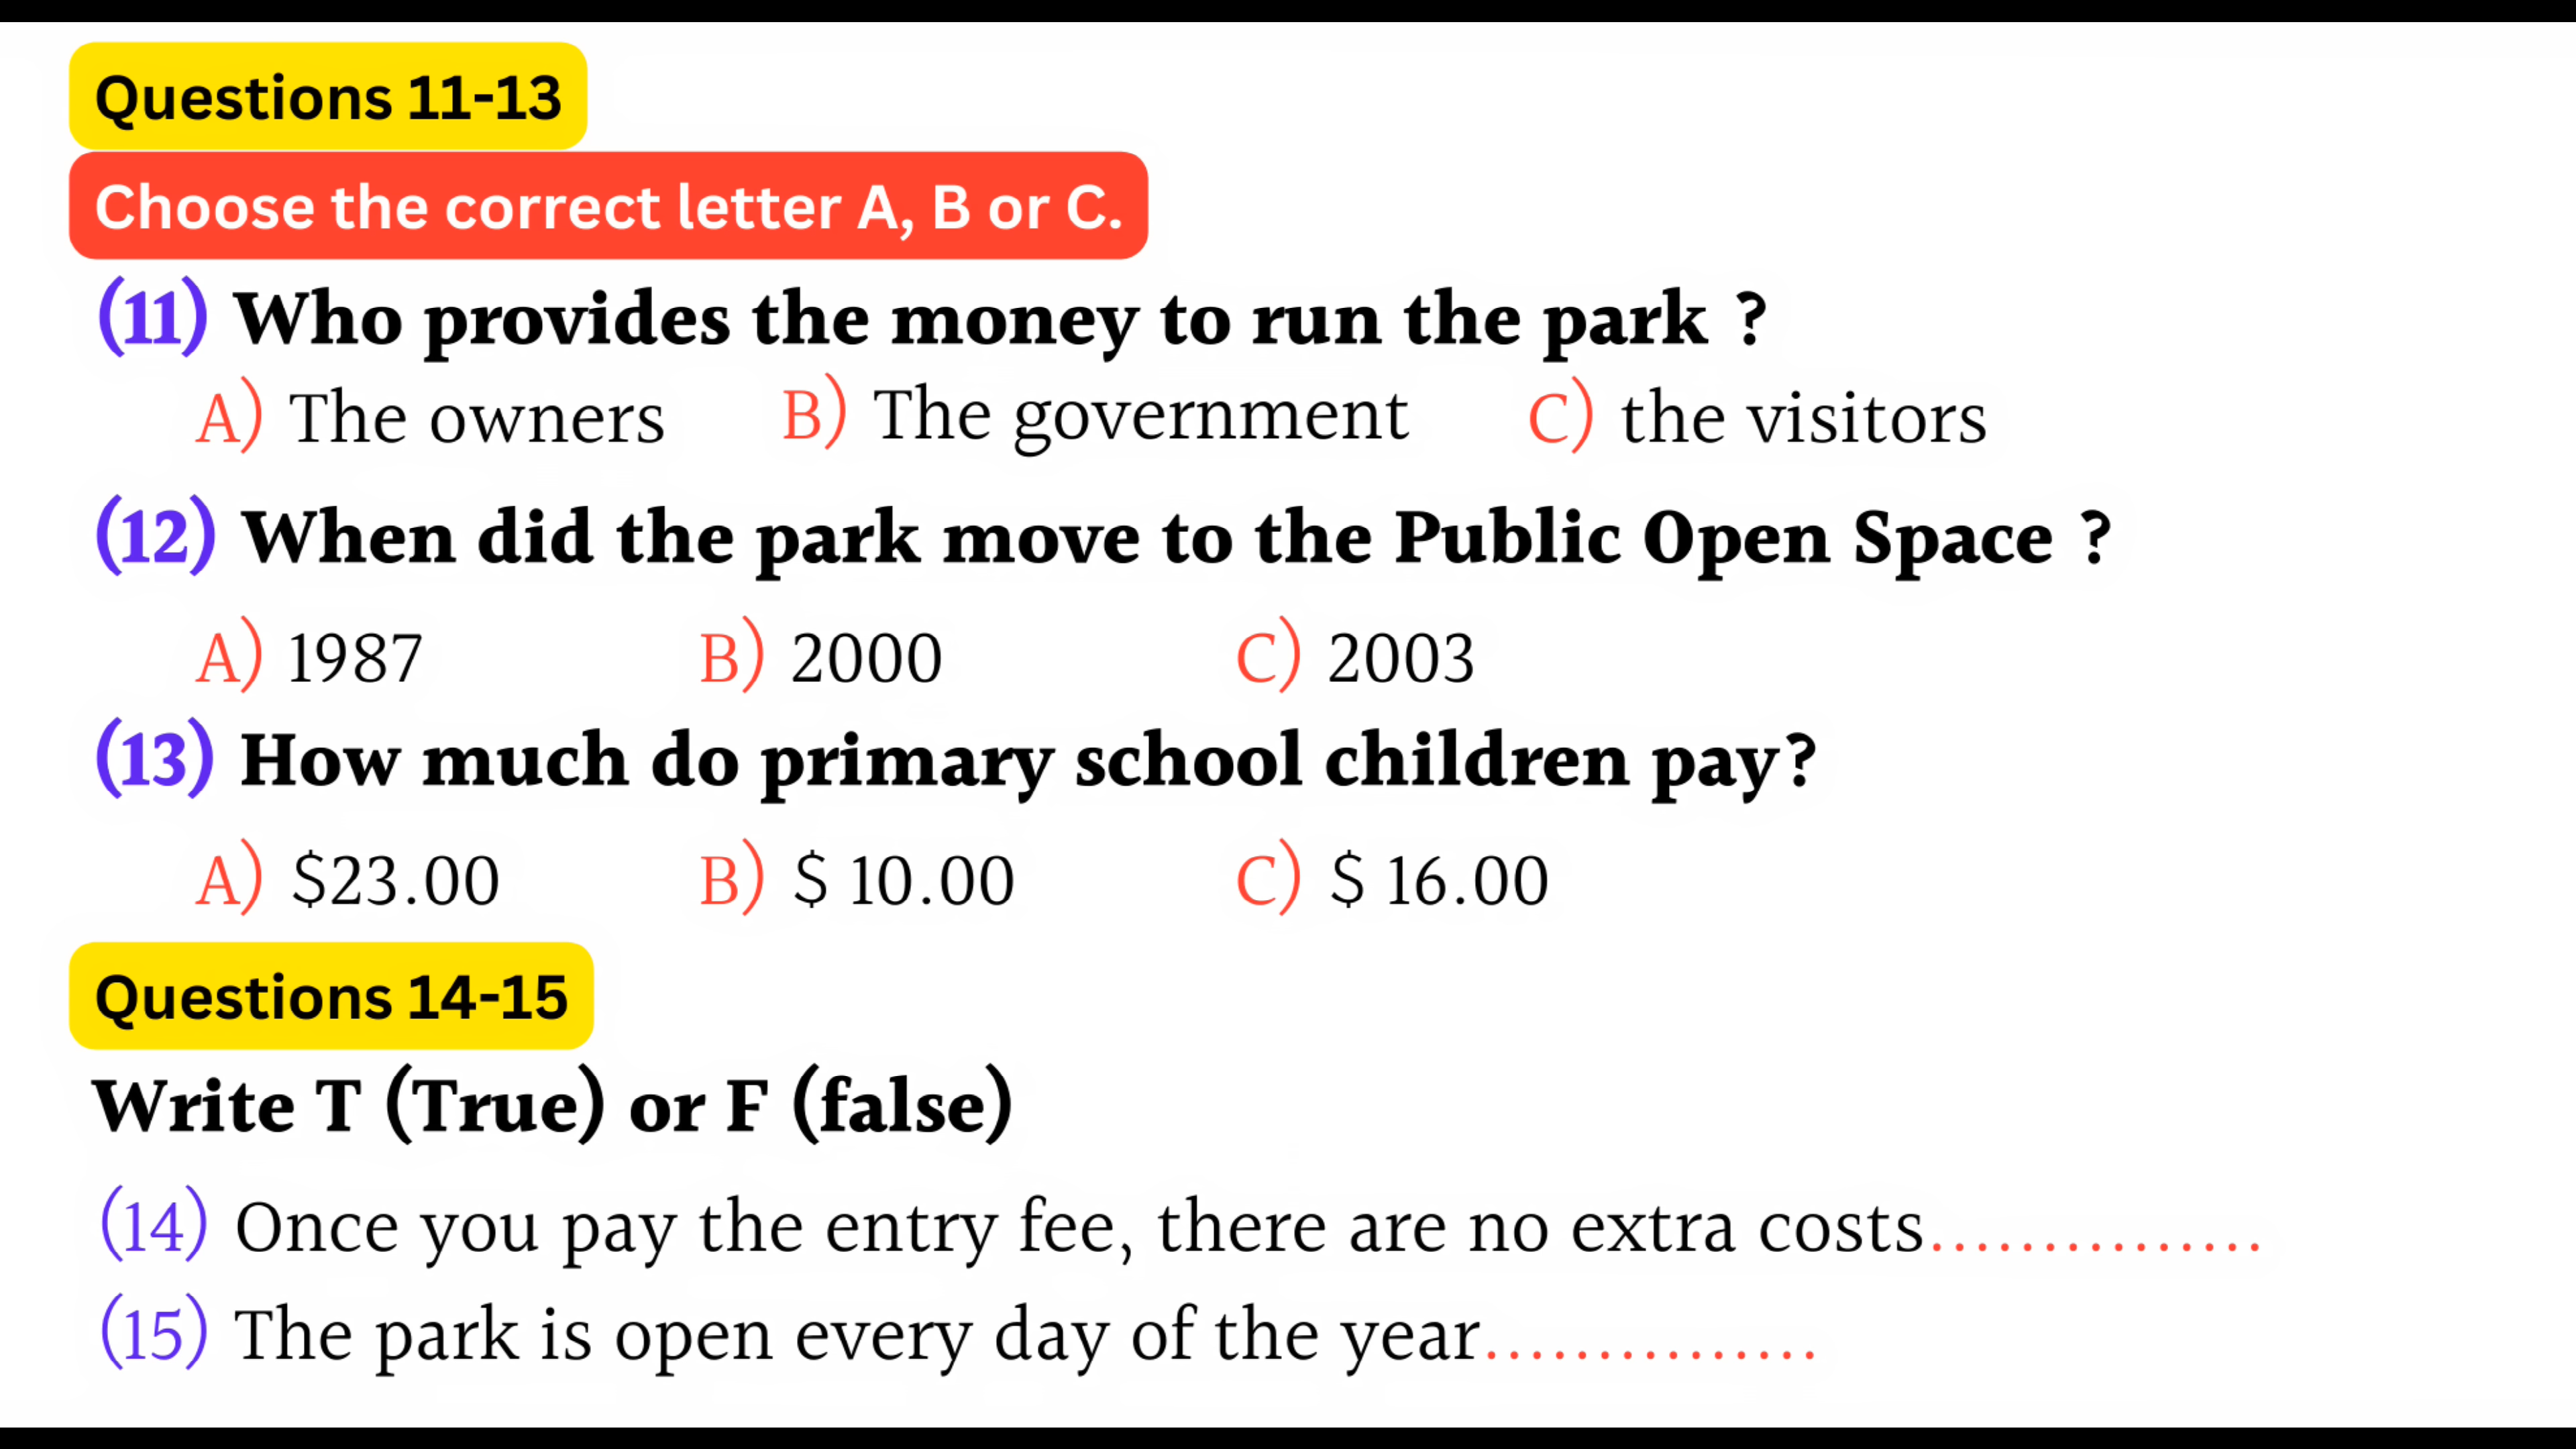 Questions 11-13
Choose the correct letter A, B or C.
(11) Who provides the money to run the park ?
A) The owners B) The government C) the visitors
(12) When did the park move to the Public Open Space ?
A) 1987 B) 2000 C) 2003
(13) How much do primary school children pay?
A) $23.00 B) $ 10.00 C) $ 16.00
Questions 14-15
Write T (True) or F (false)
(14) Once you pay the entry fee, there are no extra costs...............
(15) The park is open every day of the year...............